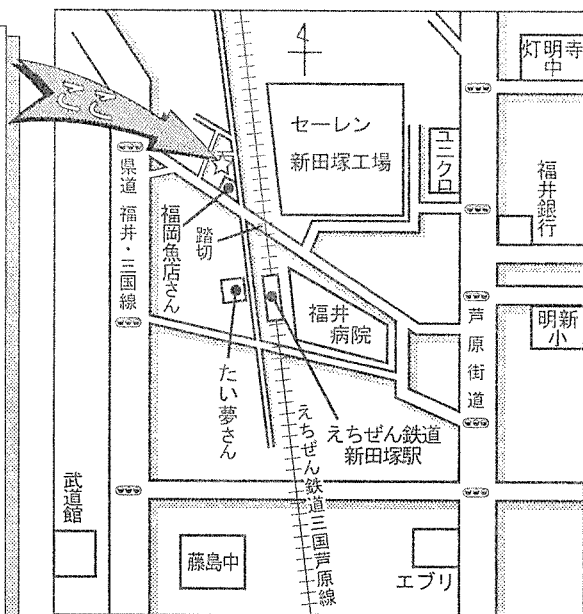 灯明寺
中
ここ
セーレン
新田塚工場
ユニクロ
福井銀行
県道 福井・三国線
福岡魚店さん
踏切
福井
病院
芦原街道
明新
小
たい夢さん
えちぜん鉄道
新田塚駅
えちぜん鉄道三国芦原線
武道館
藤島中
エブリ